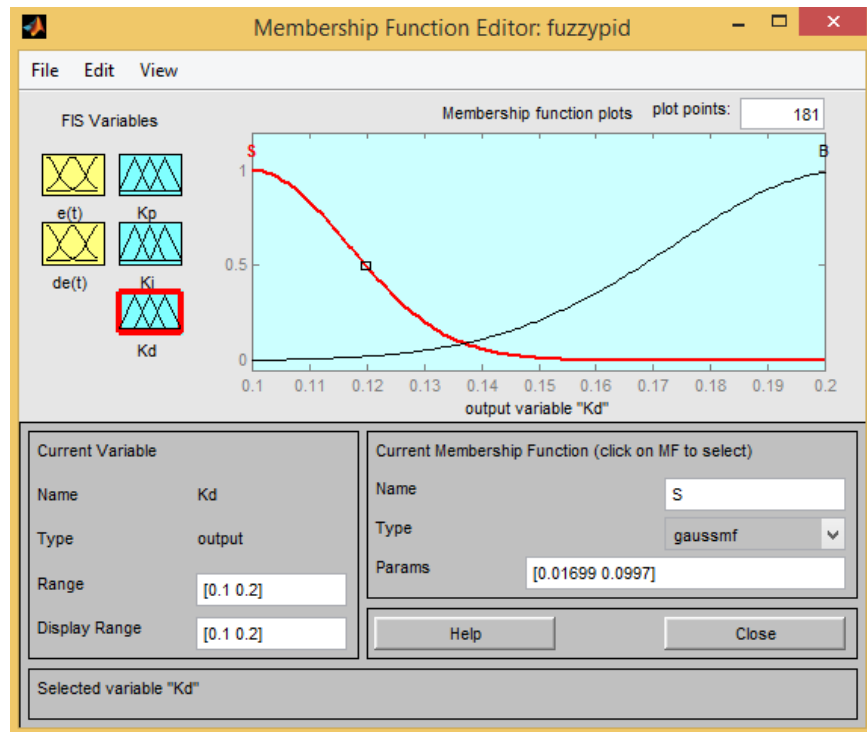 Membership Function Editor: fuzzypid
File Edit View
FIS Variables
Membership function plots plot points: 181
e(t) Kp
de(t) Ki
Kd
S B
1
0.5
0
0.1 0.11 0.12 0.13 0.14 0.15 0.16 0.17 0.18 0.19 0.2
output variable "Kd"
Current Variable
Name Kd
Type output
Range [0.1 0.2]
Display Range [0.1 0.2]
Current Membership Function (click on MF to select)
Name S
Type gaussmf
Params [0.01699 0.0997]
Help Close
Selected variable "Kd"